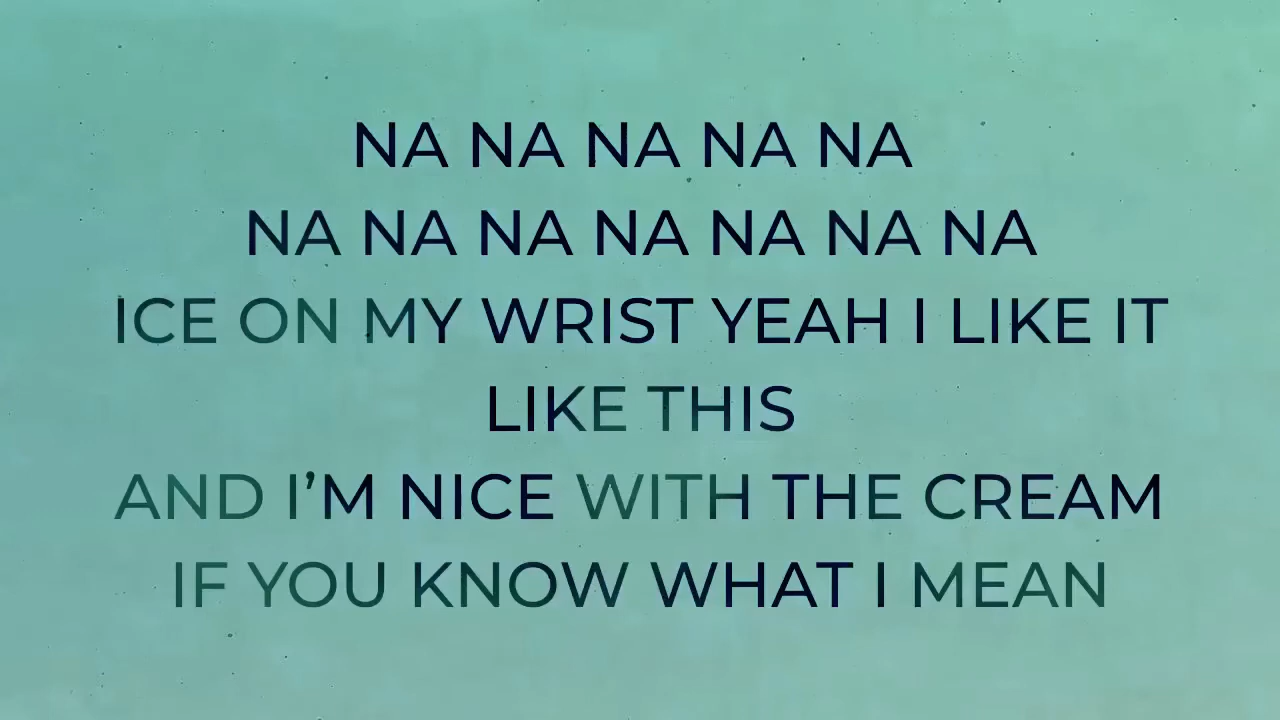 NA NA NA NA NA
NA NA NA NA NA NA NA
ICE ON MY WRIST YEAH I LIKE IT
LIKE THIS
AND I’M NICE WITH THE CREAM
IF YOU KNOW WHAT I MEAN